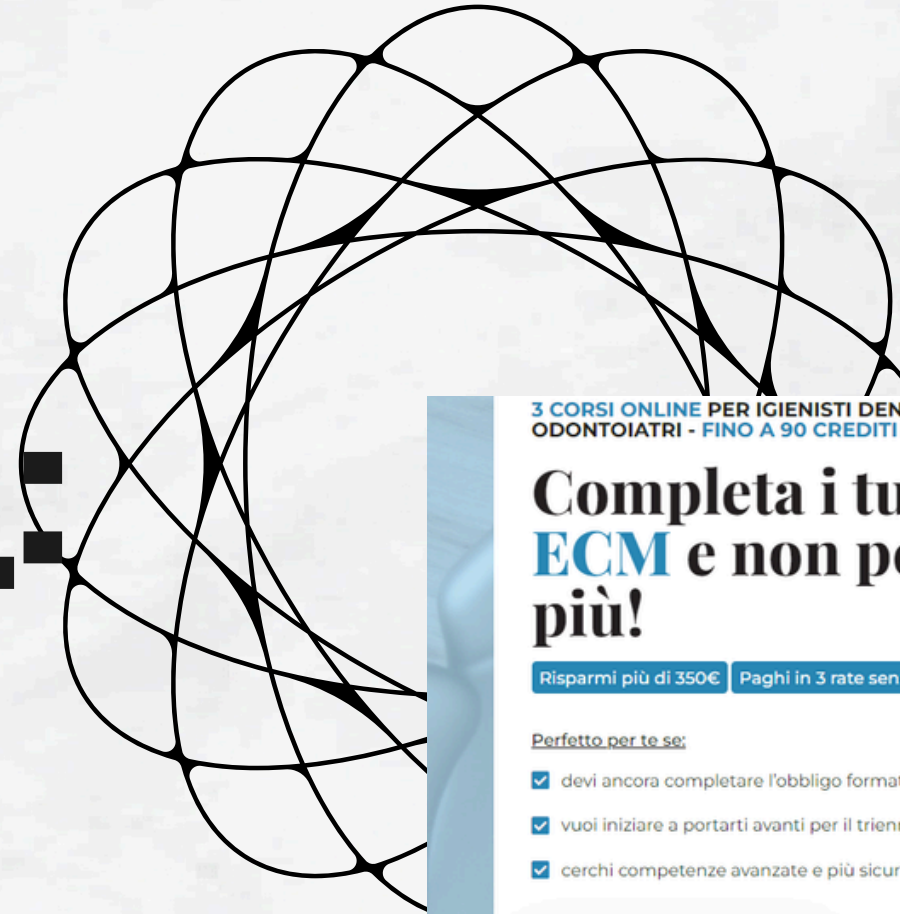 3 CORSI ONLINE PER IGIENISTI DEN
ODONTOIATRI - FINO A 90 CREDITI
Completa i tu
ECM e non p
più!
Risparmi più di 350€ Paghi in 3 rate sen
Perfetto per te se:
devi ancora completare l'obbligo format
vuoi iniziare a portarti avanti per il trien
cerchi competenze avanzate e più sicur